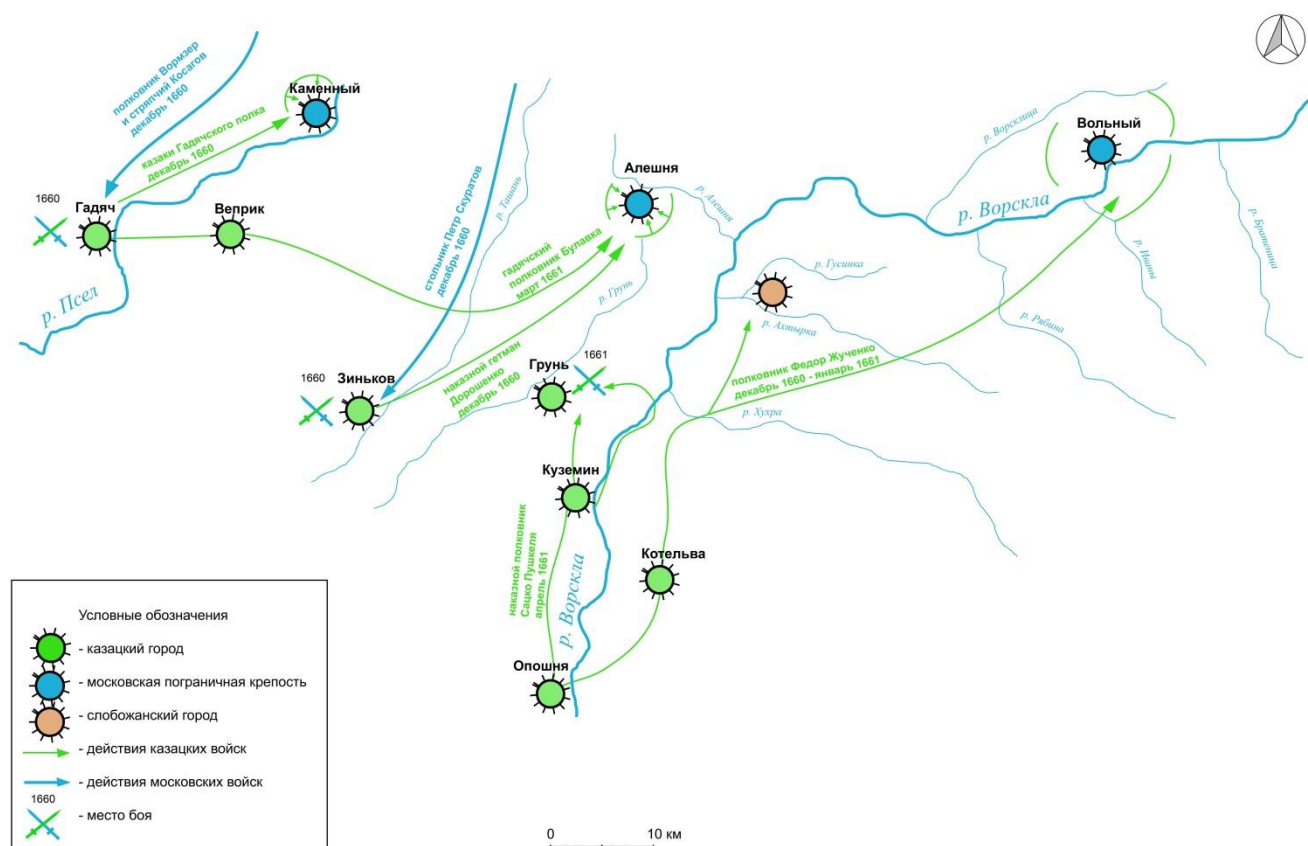 полковник Вормзер
и стряпчий Косагов
декабрь 1660
Каменный
казаки Гадячского полка
декабрь 1660
1660
Гадяч
Веприк
р. Псел
стольник Петр Скуратов
декабрь 1660
р. Ташань
Алешня
р. Алешня
гадячский
полковник Булавка
март 1661
р. Грунь
Вольный
р. Ворсклица
р. Ворскла
р. Братеница
р. Иваны
р. Рябина
р. Гусинка
р. Ахтырка
1660
Зиньков
наказной гетман
Дорошенко
декабрь 1660
Грунь
1661
полковник Федор Жученко
декабрь 1660 - январь 1661
р. Хухра
Куземин
наказной полковник
Сацко Пушкеля
апрель 1661
р. Ворскла
Котельва
Опошня
Условные обозначения
- казацкий город
- московская пограничная крепость
- слобожанский город
- действия казацких войск
- действия московских войск
1660
- место боя
0 10 км